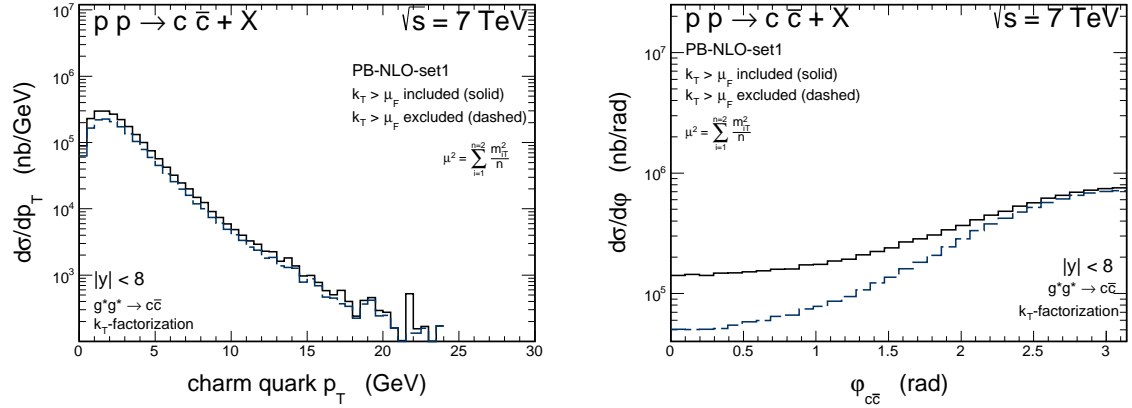 p p → c c̅ + X √s = 7 TeV
10⁷
10⁶
10⁵
10⁴
10³
dσ/dp_T (nb/GeV)
PB-NLO-set1
k_T > μ_F included (solid)
k_T > μ_F excluded (dashed)
μ² = ∑_{i=1}^{n=2} m²_{iT}/n
|y| < 8
g*g* → cc̅
k_T-factorization
0 5 10 15 20 25 30
charm quark p_T (GeV)
p p → c c̅ + X √s = 7 TeV
10⁸
10⁷
10⁶
10⁵
dσ/dφ (nb/rad)
PB-NLO-set1
k_T > μ_F included (solid)
k_T > μ_F excluded (dashed)
μ² = ∑_{i=1}^{n=2} m²_{iT}/n
|y| < 8
g*g* → cc̅
k_T-factorization
0 0.5 1 1.5 2 2.5 3
φ_{cc̅} (rad)